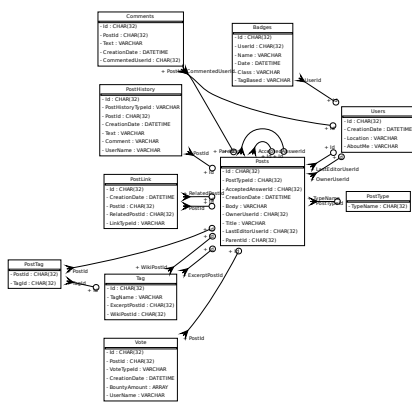 Comments
- Id : CHAR(32)
- PostId : CHAR(32)
- Text : VARCHAR
- CreationDate : DATETIME
- CommentedUserId : CHAR(32)
Badges
- Id : CHAR(32)
- UserId : CHAR(32)
- Name : VARCHAR
- Date : DATETIME
- Class : VARCHAR
- TagBased : VARCHAR
+ PostId
CommentedUserId
UserId
+ Id
PostHistory
- Id : CHAR(32)
- PostHistoryTypeId : VARCHAR
- PostId : CHAR(32)
- CreationDate : DATETIME
- Text : VARCHAR
- Comment : VARCHAR
- UserName : VARCHAR
Users
- Id : CHAR(32)
- CreationDate : DATETIME
- Location : VARCHAR
- AboutMe : VARCHAR
+ Id
PostId
+ Id
+ ParentId
AcceptedAnswerId
+ Id
LastEditorUserId
OwnerUserId
Posts
- Id : CHAR(32)
- PostTypeId : CHAR(32)
- AcceptedAnswerId : CHAR(32)
- CreationDate : DATETIME
- Body : VARCHAR
- OwnerUserId : CHAR(32)
- Title : VARCHAR
- LastEditorUserId : CHAR(32)
- ParentId : CHAR(32)
PostLink
- Id : CHAR(32)
- CreationDate : DATETIME
- PostId : CHAR(32)
- RelatedPostId : CHAR(32)
- LinkTypeId : VARCHAR
RelatedPostId
PostId
+ TypeName
PostTypeId
PostType
- TypeName : CHAR(32)
PostTag
- PostId : CHAR(32)
- TagId : CHAR(32)
PostId
TagId
+ Id
+ WikiPostId
ExcerptPostId
+ Id
Tag
- Id : CHAR(32)
- TagName : VARCHAR
- ExcerptPostId : CHAR(32)
- WikiPostId : CHAR(32)
+ PostId
Vote
- Id : CHAR(32)
- PostId : CHAR(32)
- VoteTypeId : VARCHAR
- CreationDate : DATETIME
- BountyAmount : ARRAY
- UserName : VARCHAR